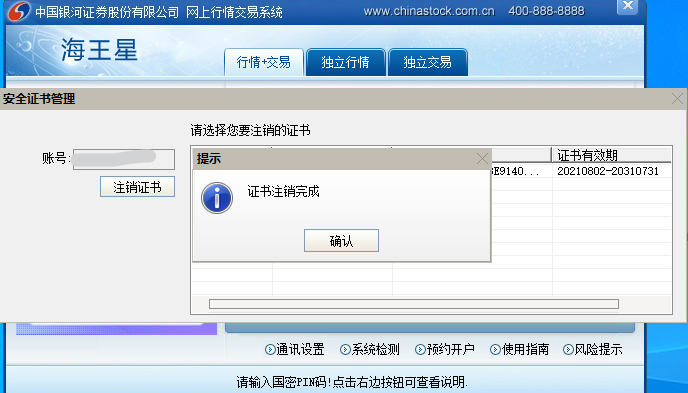 中国银河证券股份有限公司 网上行情交易系统 www.chinastock.com.cn 400-888-8888
海王星
行情+交易 独立行情 独立交易
安全证书管理
请选择您要注销的证书
账号:
注销证书
证书有效期
E9140... 20210802-20310731
提示
证书注销完成
确认
通讯设置 系统检测 预约开户 使用指南 风险提示
请输入国密PIN码!点击右边按钮可查看说明.